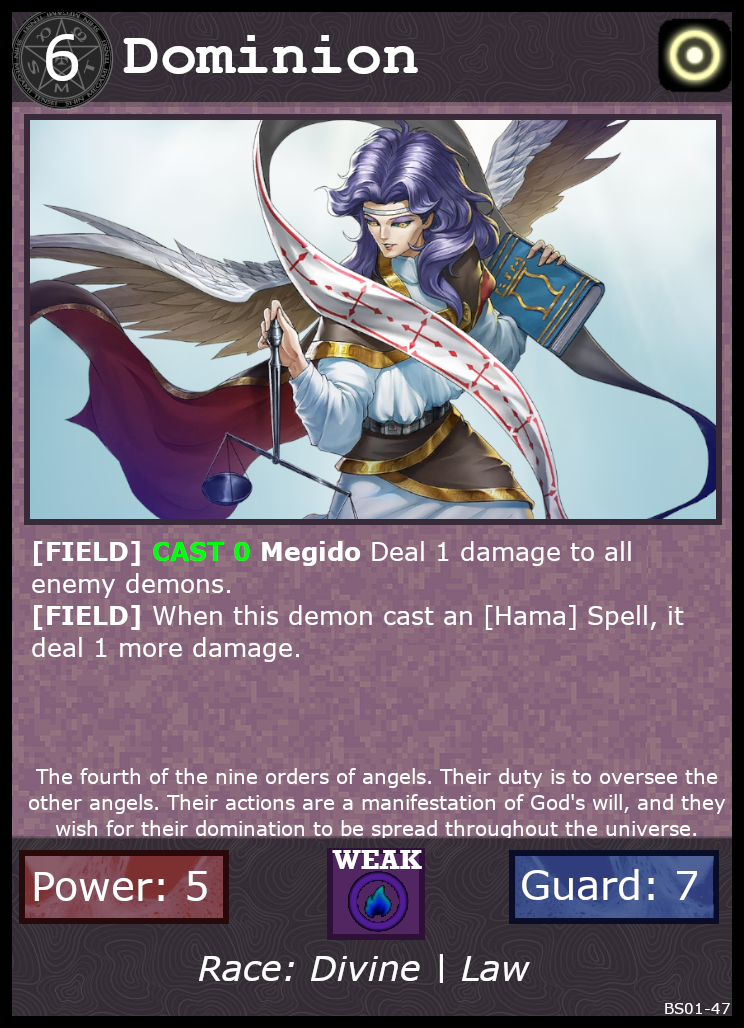 6 Dominion
[FIELD] CAST 0 Megido Deal 1 damage to all
enemy demons.
[FIELD] When this demon cast an [Hama] Spell, it
deal 1 more damage.
The fourth of the nine orders of angels. Their duty is to oversee the
other angels. Their actions are a manifestation of God's will, and they
wish for their domination to be spread throughout the universe.
WEAK
Power: 5
Guard: 7
Race: Divine | Law
BS01-47